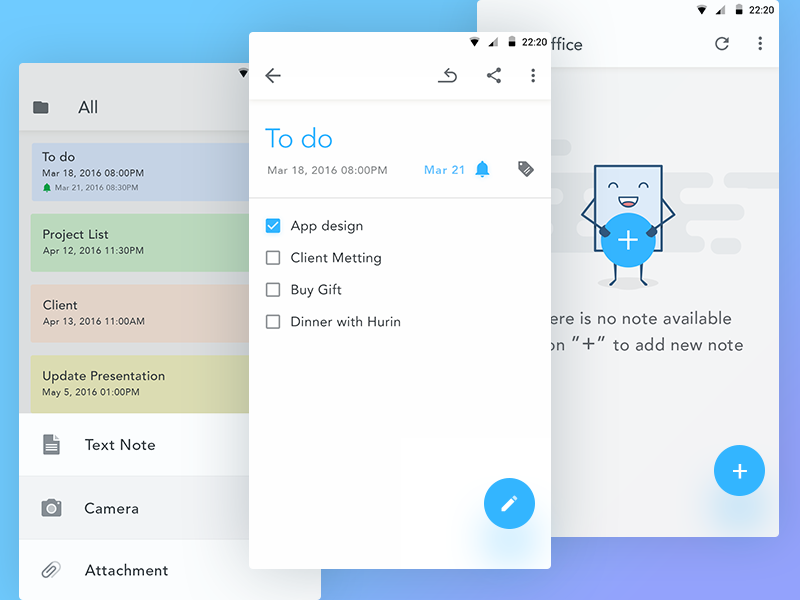 All
To do
Mar 18, 2016 08:00PM
Mar 21, 2016 08:30PM
Project List
Apr 12, 2016 11:30PM
Client
Apr 13, 2016 11:00AM
Update Presentation
May 5, 2016 01:00PM
Text Note
Camera
Attachment
22:20
To do
Mar 18, 2016 08:00PM
Mar 21
App design
Client Metting
Buy Gift
Dinner with Hurin
22:20
ffice
ere is no note available
on "+" to add new note